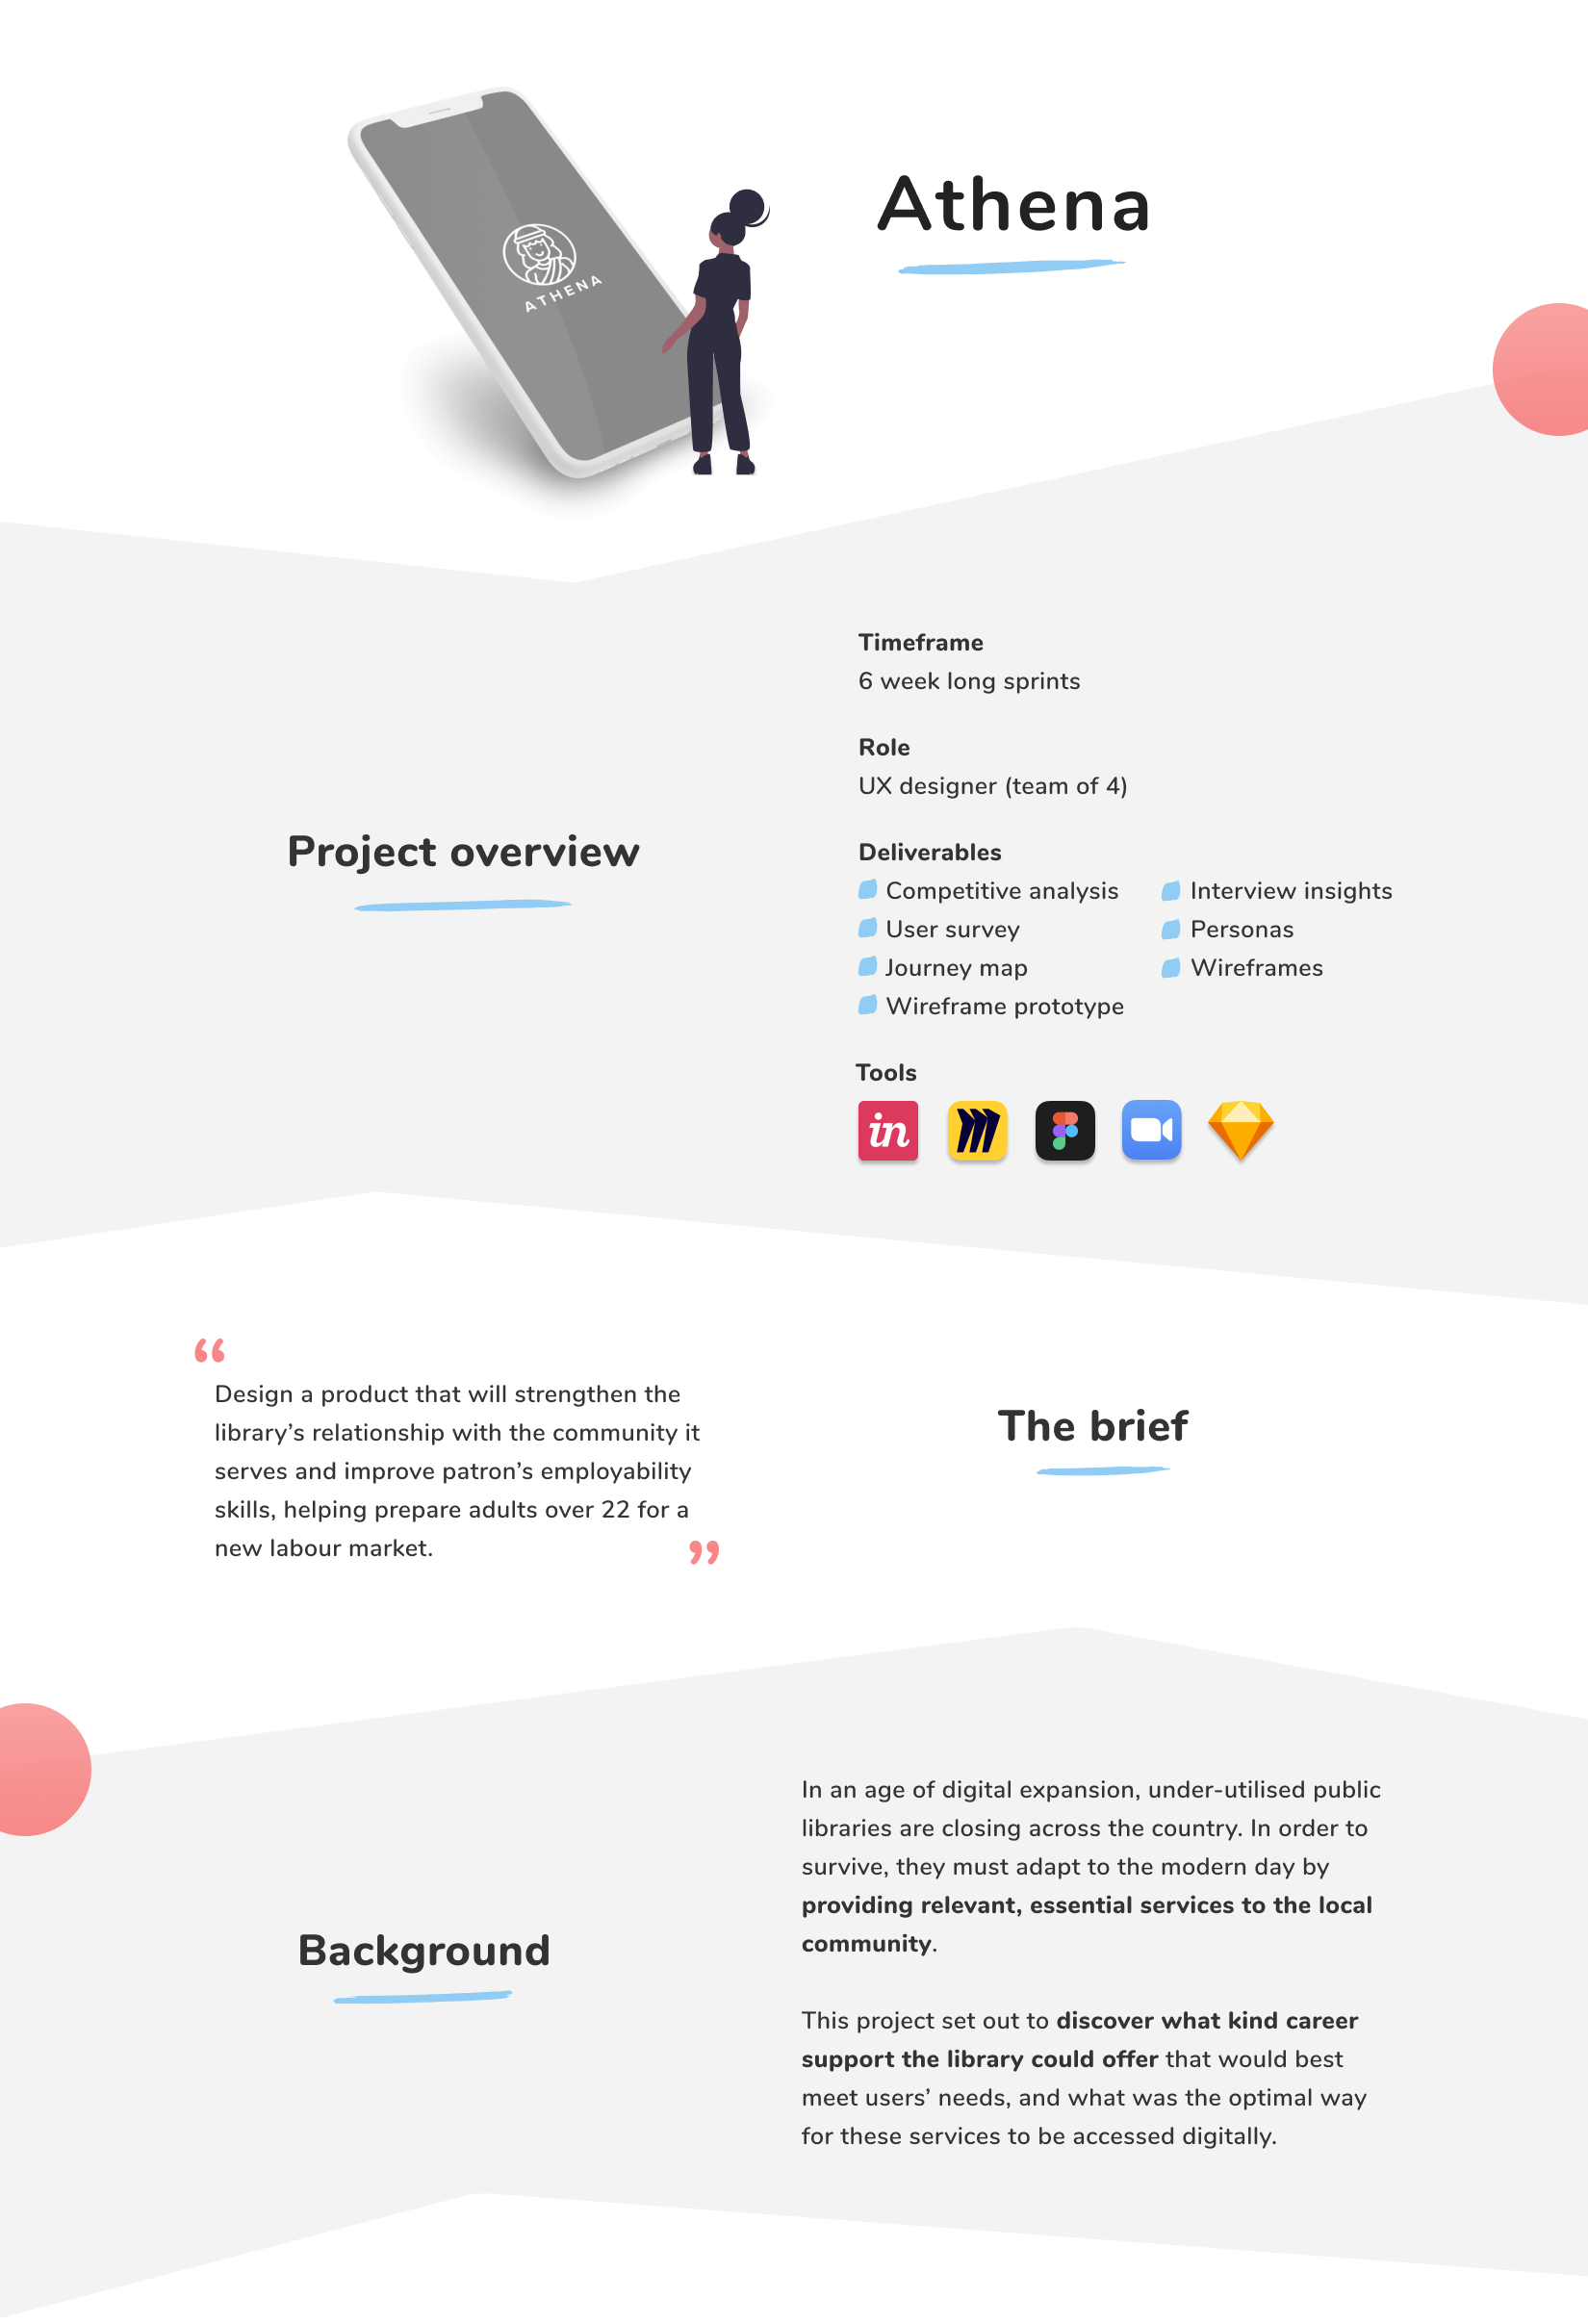 ATHENA
Athena
Project overview
Timeframe
6 week long sprints
Role
UX designer (team of 4)
Deliverables
Competitive analysis
Interview insights
User survey
Personas
Journey map
Wireframes
Wireframe prototype
Tools
in
“
Design a product that will strengthen the
library’s relationship with the community it
serves and improve patron’s employability
skills, helping prepare adults over 22 for a
new labour market.
”
The brief
Background
In an age of digital expansion, under-utilised public
libraries are closing across the country. In order to
survive, they must adapt to the modern day by
providing relevant, essential services to the local
community.
This project set out to discover what kind career
support the library could offer that would best
meet users’ needs, and what was the optimal way
for these services to be accessed digitally.